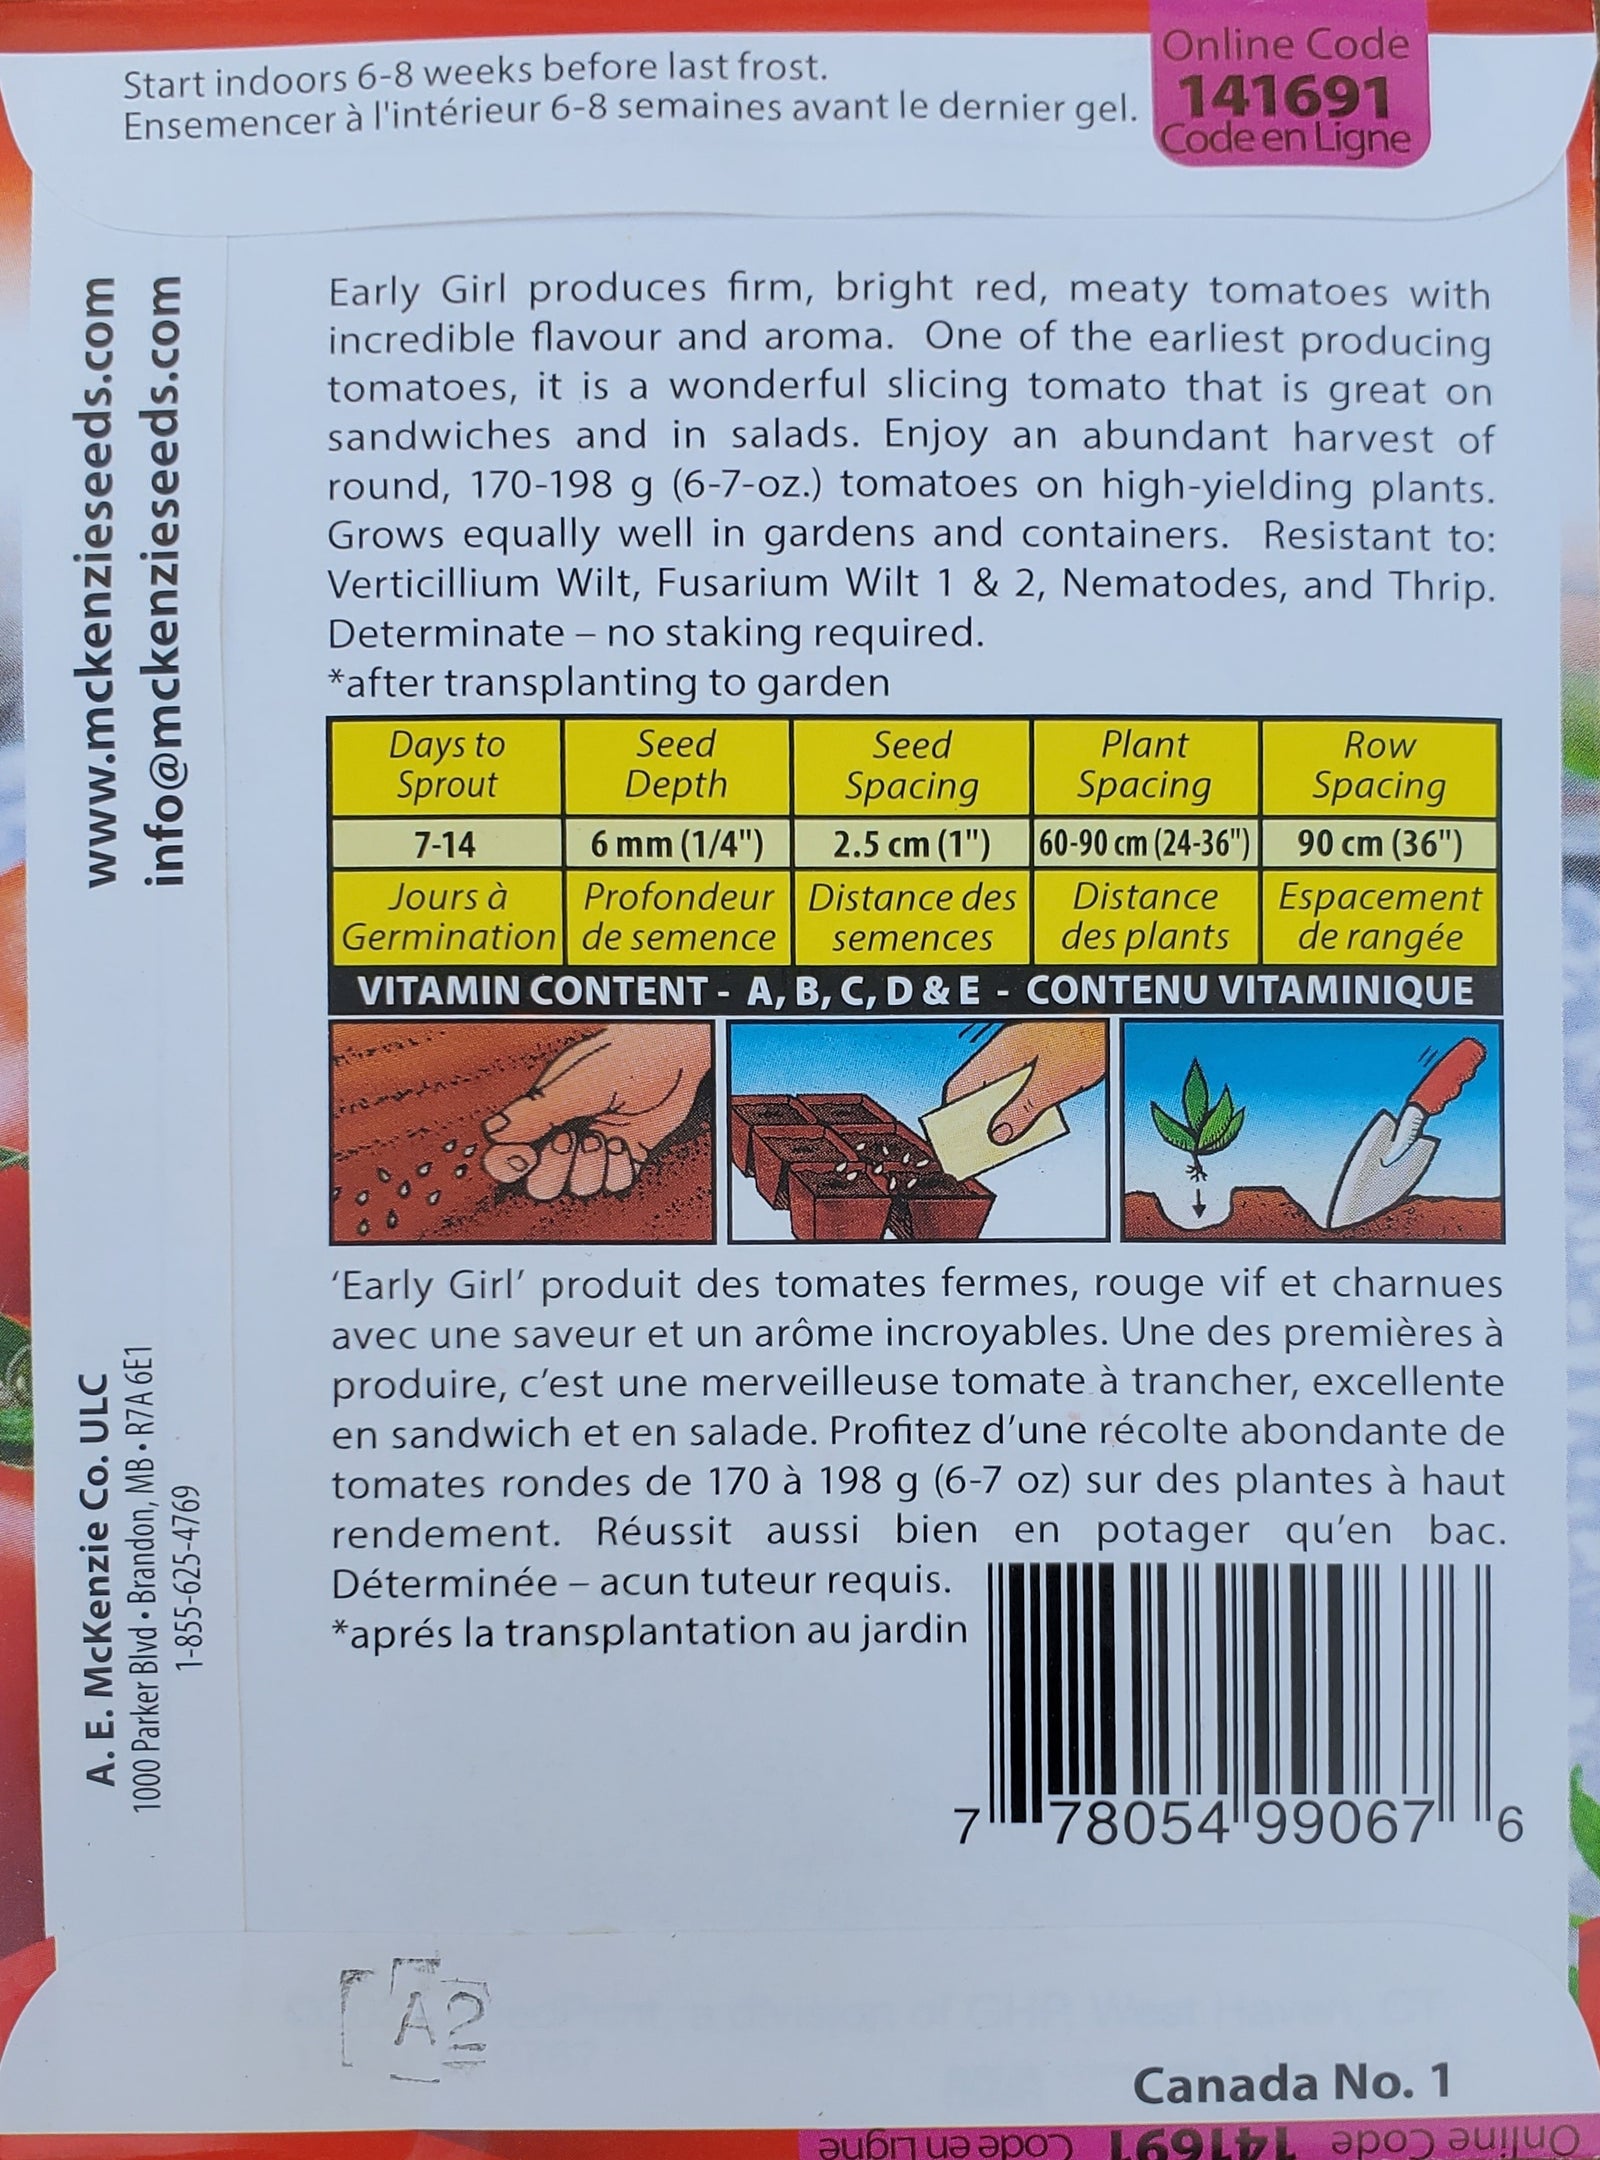 Start indoors 6-8 weeks before last frost.
Ensemencer à l'intérieur 6-8 semaines avant le dernier gel.
Online Code
141691
Code en Ligne
www.mckenzieseeds.com
info@mckenzieseeds.com
Early Girl produces firm, bright red, meaty tomatoes with
incredible flavour and aroma. One of the earliest producing
tomatoes, it is a wonderful slicing tomato that is great on
sandwiches and in salads. Enjoy an abundant harvest of
round, 170-198 g (6-7-oz.) tomatoes on high-yielding plants.
Grows equally well in gardens and containers. Resistant to:
Verticillium Wilt, Fusarium Wilt 1 & 2, Nematodes, and Thrip.
Determinate – no staking required.
*after transplanting to garden
Days to Sprout
Seed Depth
Seed Spacing
Plant Spacing
Row Spacing
7-14
6 mm (1/4")
2.5 cm (1")
60-90 cm (24-36")
90 cm (36")
Jours à Germination
Profondeur de semence
Distance des semences
Distance des plants
Espacement de rangée
VITAMIN CONTENT - A, B, C, D & E - CONTENU VITAMINIQUE
'Early Girl' produit des tomates fermes, rouge vif et charnues
avec une saveur et un arôme incroyables. Une des premières à
produire, c'est une merveilleuse tomate à trancher, excellente
en sandwich et en salade. Profitez d'une récolte abondante de
tomates rondes de 170 à 198 g (6-7 oz) sur des plantes à haut
rendement. Réussit aussi bien en potager qu'en bac.
Déterminée – acun tuteur requis.
*aprés la transplantation au jardin
A. E. McKenzie Co. ULC
1000 Parker Blvd • Brandon, MB • R7A 6E1
1-855-625-4769
7 78054 99067 6
A2
Canada No. 1
Online Code 141691 Code en Ligne